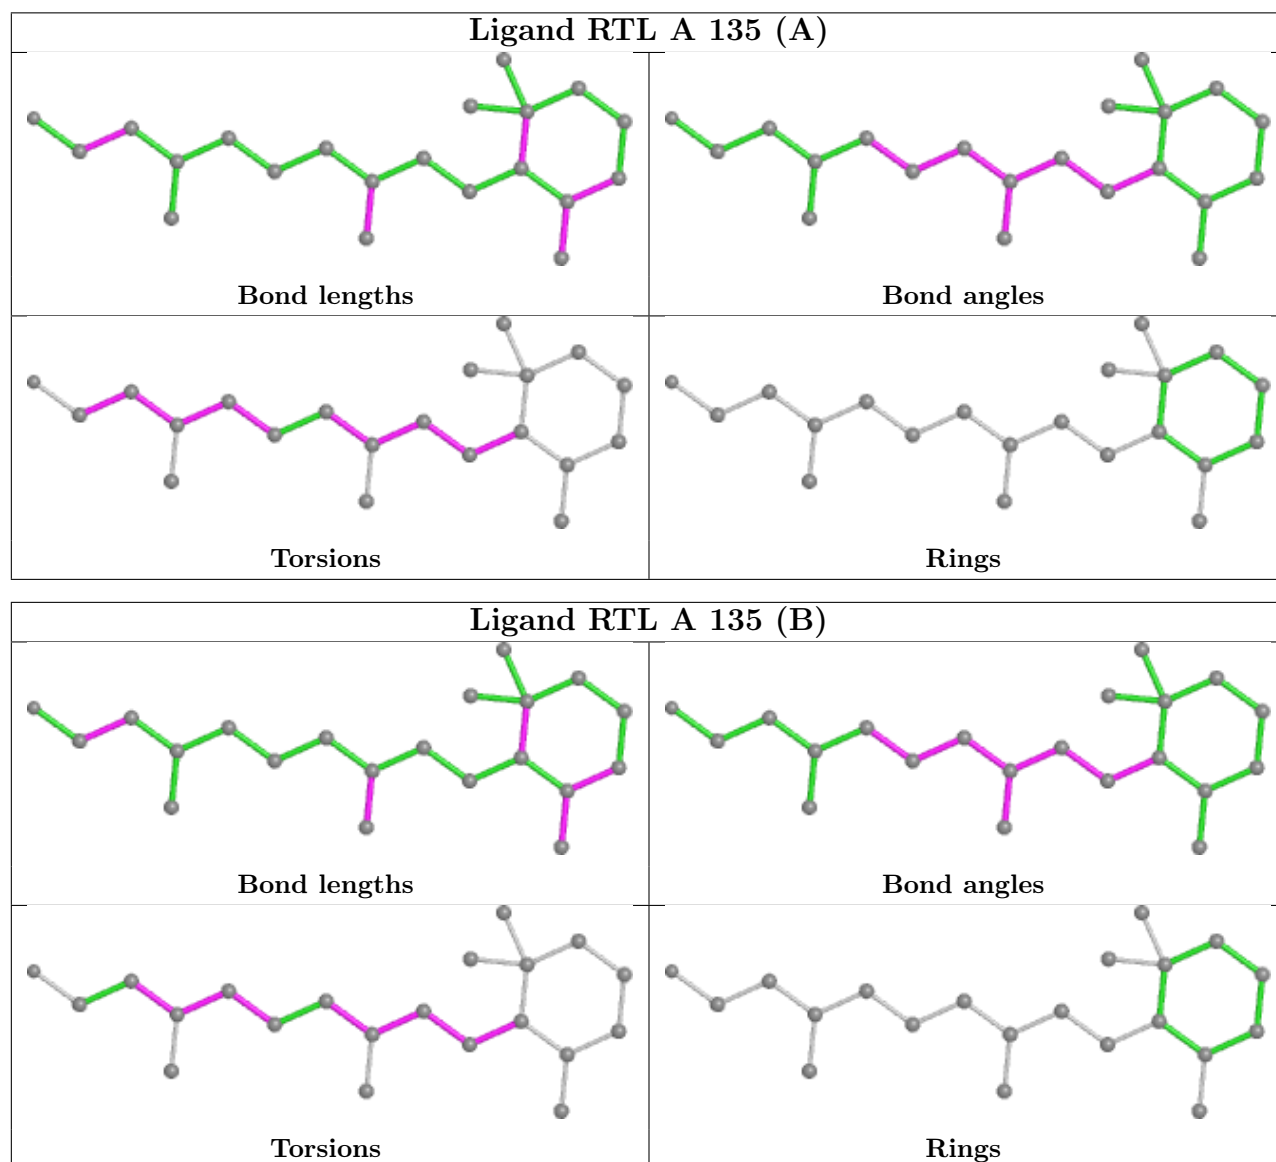 Ligand RTL A 135 (A)
Bond lengths
Bond angles
Torsions
Rings
Ligand RTL A 135 (B)
Bond lengths
Bond angles
Torsions
Rings